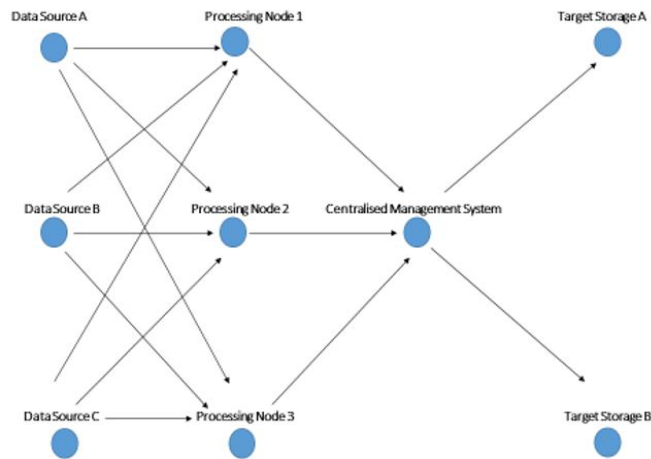 Data Source A
Processing Node 1
Target Storage A
Data Source B
Processing Node 2
Centralised Management System
Data Source C
Processing Node 3
Target Storage B